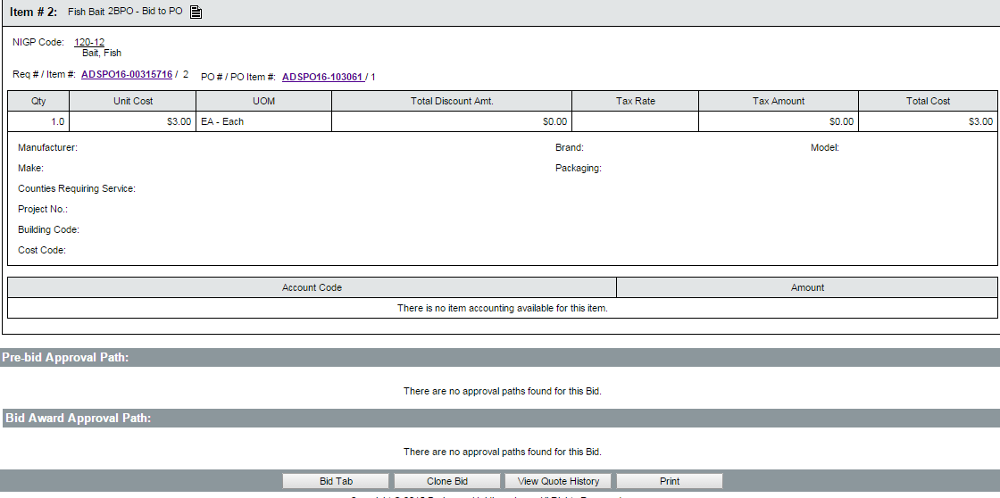 Item # 2: Fish Bait 2BPO - Bid to PO
NIGP Code: 120-12
Bait, Fish
Req # / Item #: ADSPO16-00315716 / 2 PO # / PO Item #: ADSPO16-103061 / 1
Qty Unit Cost UOM Total Discount Amt. Tax Rate Tax Amount Total Cost
1.0 $3.00 EA - Each $0.00 $0.00 $3.00
Manufacturer: Brand: Model:
Make: Packaging:
Counties Requiring Service:
Project No.:
Building Code:
Cost Code:
Account Code Amount
There is no item accounting available for this item.
Pre-bid Approval Path:
There are no approval paths found for this Bid.
Bid Award Approval Path:
There are no approval paths found for this Bid.
Bid Tab Clone Bid View Quote History Print